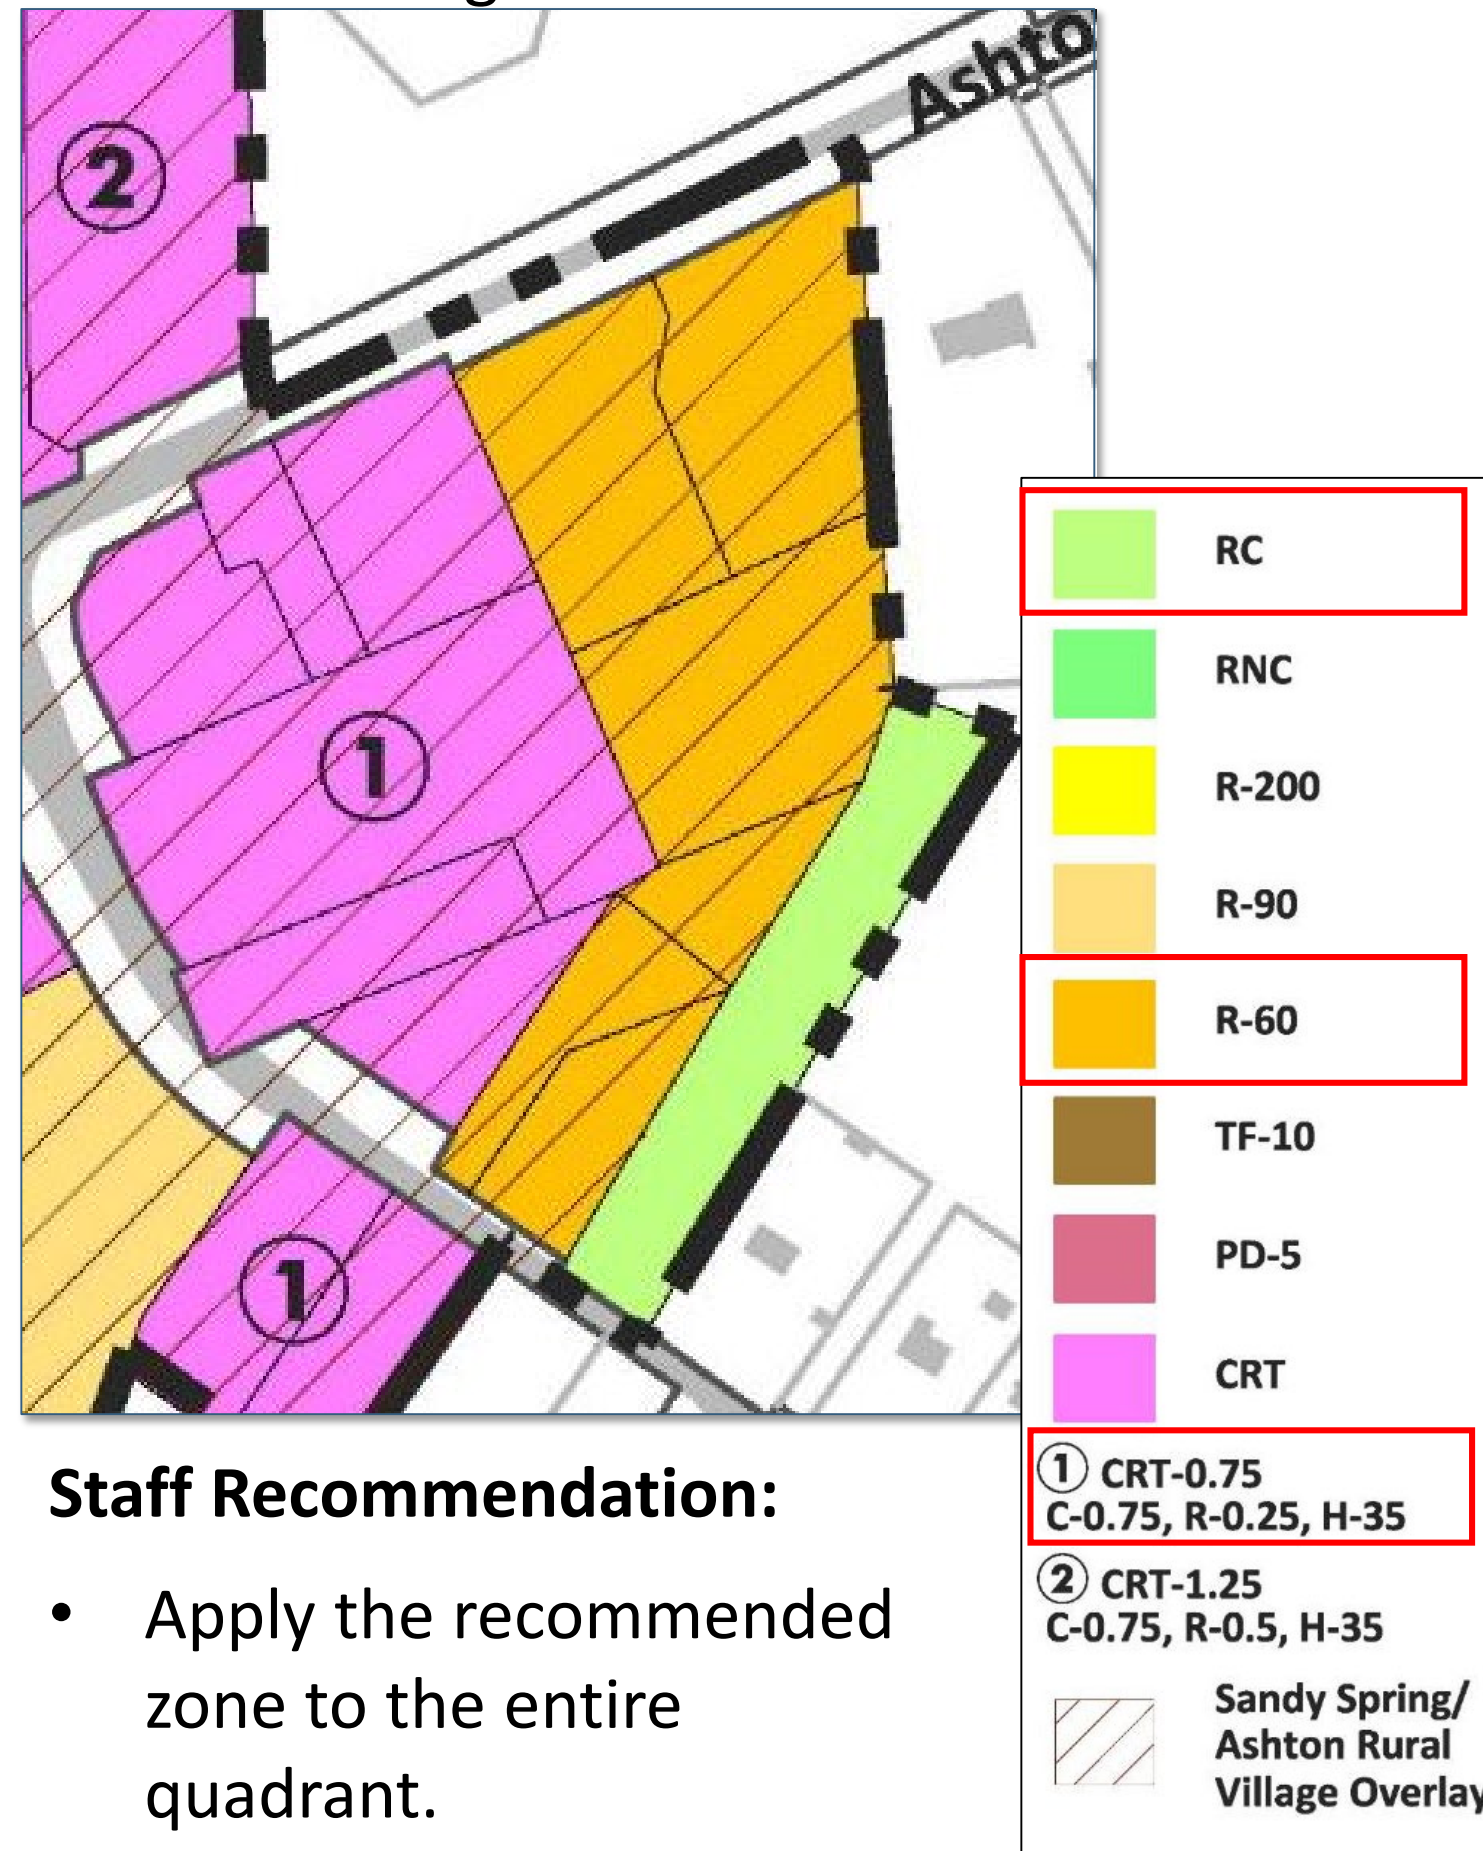 Ashto
②
①
①
RC
RNC
R-200
R-90
R-60
TF-10
PD-5
CRT
① CRT-0.75
C-0.75, R-0.25, H-35
② CRT-1.25
C-0.75, R-0.5, H-35
Sandy Spring/
Ashton Rural
Village Overlay
Staff Recommendation:
• Apply the recommended
zone to the entire
quadrant.